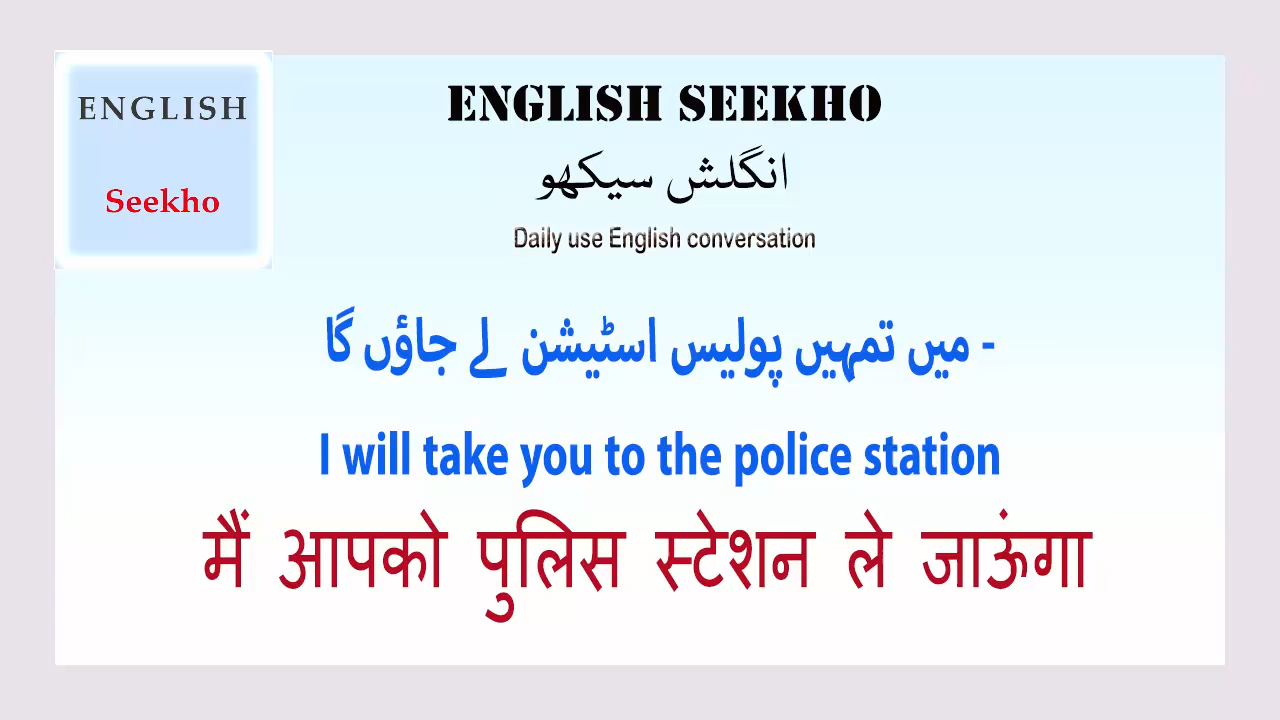 ENGLISH
Seekho
ENGLISH SEEKHO
انگلش سیکھو
Daily use English conversation
- میں تمہیں پولیس اسٹیشن لے جاؤں گا
I will take you to the police station
मैं आपको पुलिस स्टेशन ले जाऊंगा